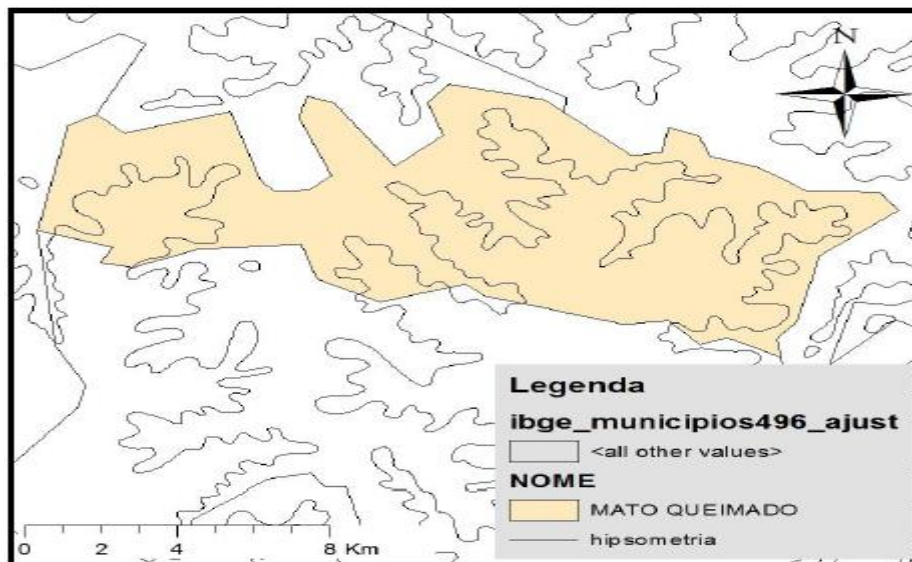 N
Legenda
ibge_municipios496_ajust
<all other values>
NOME
MATO QUEIMADO
hipsometria
0 2 4 8 Km